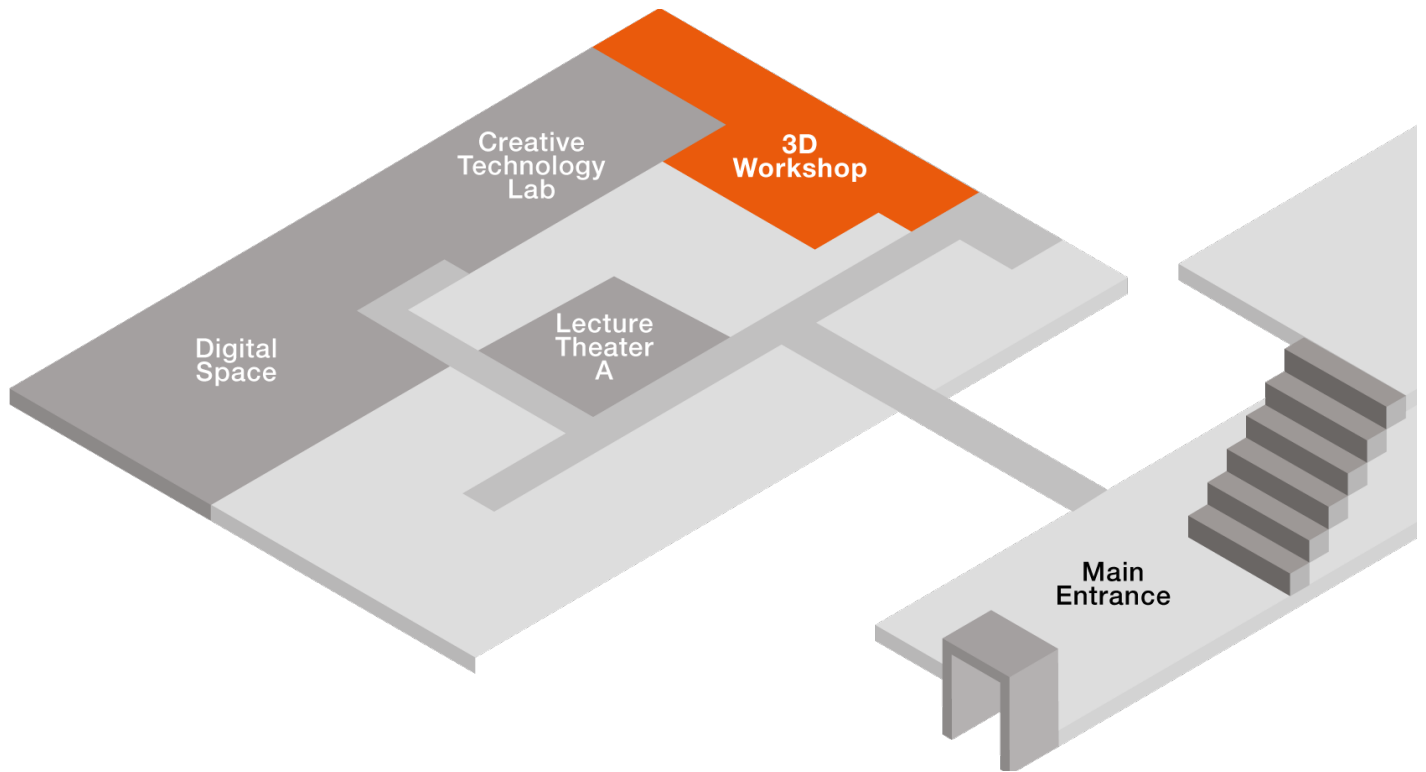 Creative
Technology
Lab
3D
Workshop
Digital
Space
Lecture
Theater
A
Main
Entrance